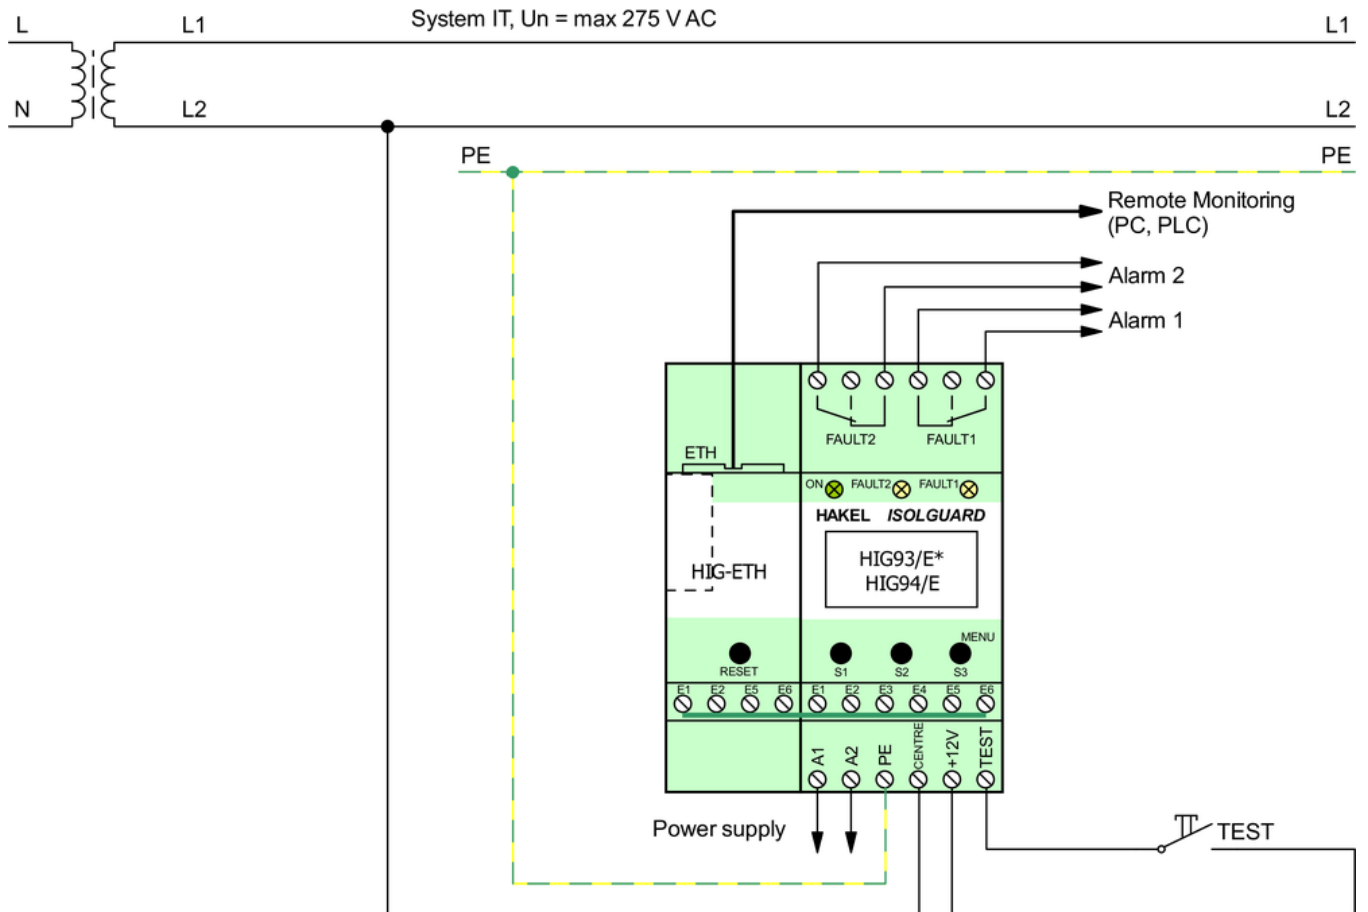 System IT, Un = max 275 V AC
L L1 L1
N L2 L2
PE PE
Remote Monitoring
(PC, PLC)
Alarm 2
Alarm 1
FAULT2 FAULT1
ETH
ON FAULT2 FAULT1
HAKEL ISOLGUARD
HIG93/E*
HIG94/E
HIG-ETH
MENU
RESET S1 S2 S3
E1 E2 E5 E6 E1 E2 E3 E4 E5 E6
A1 A2 PE CENTRE +12V TEST
Power supply
TEST